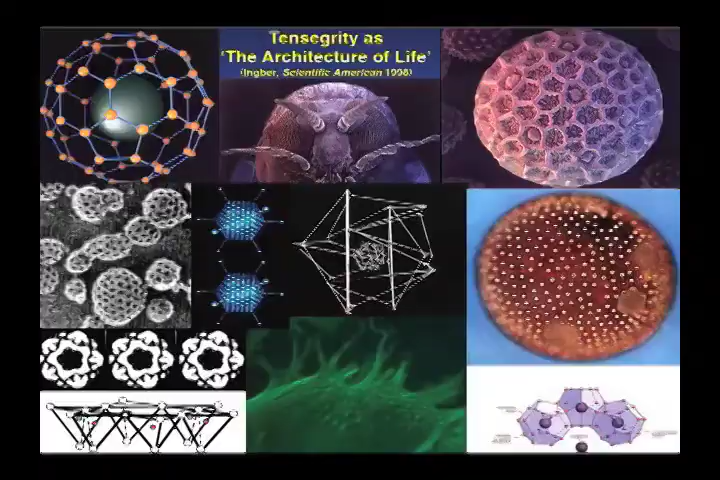 Tensegrity as
'The Architecture of Life'
(Ingber, Scientific American 1998)